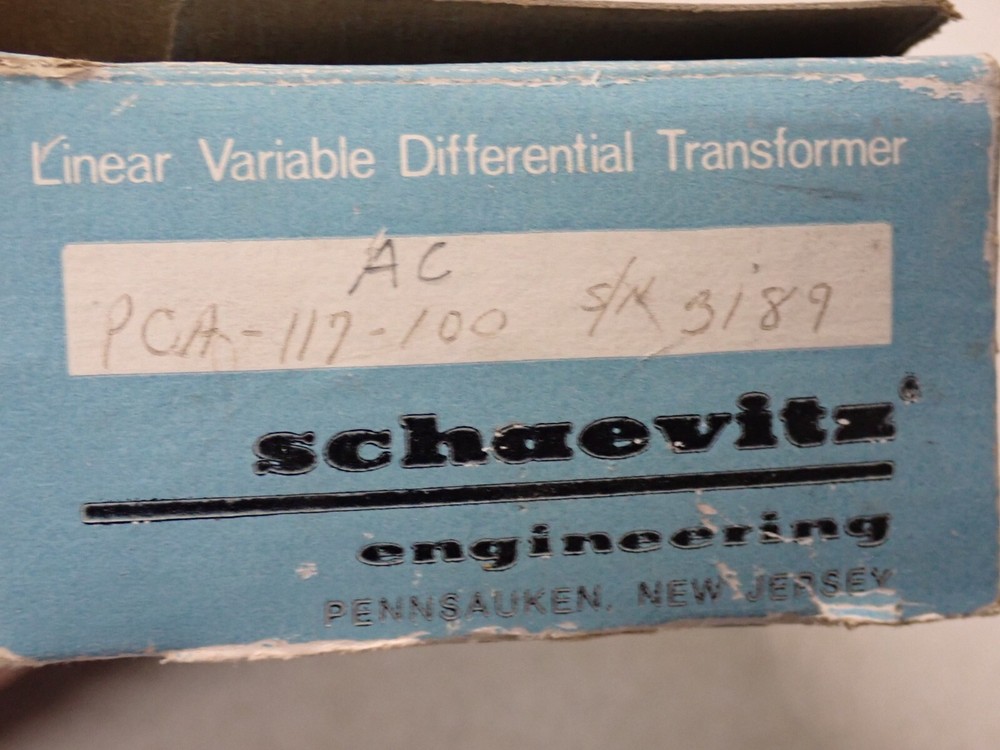 Linear Variable Differential Transformer
AC
PCA-117-100 S/N 3189
schaevitz®
engineering
PENNSAUKEN, NEW JERSEY